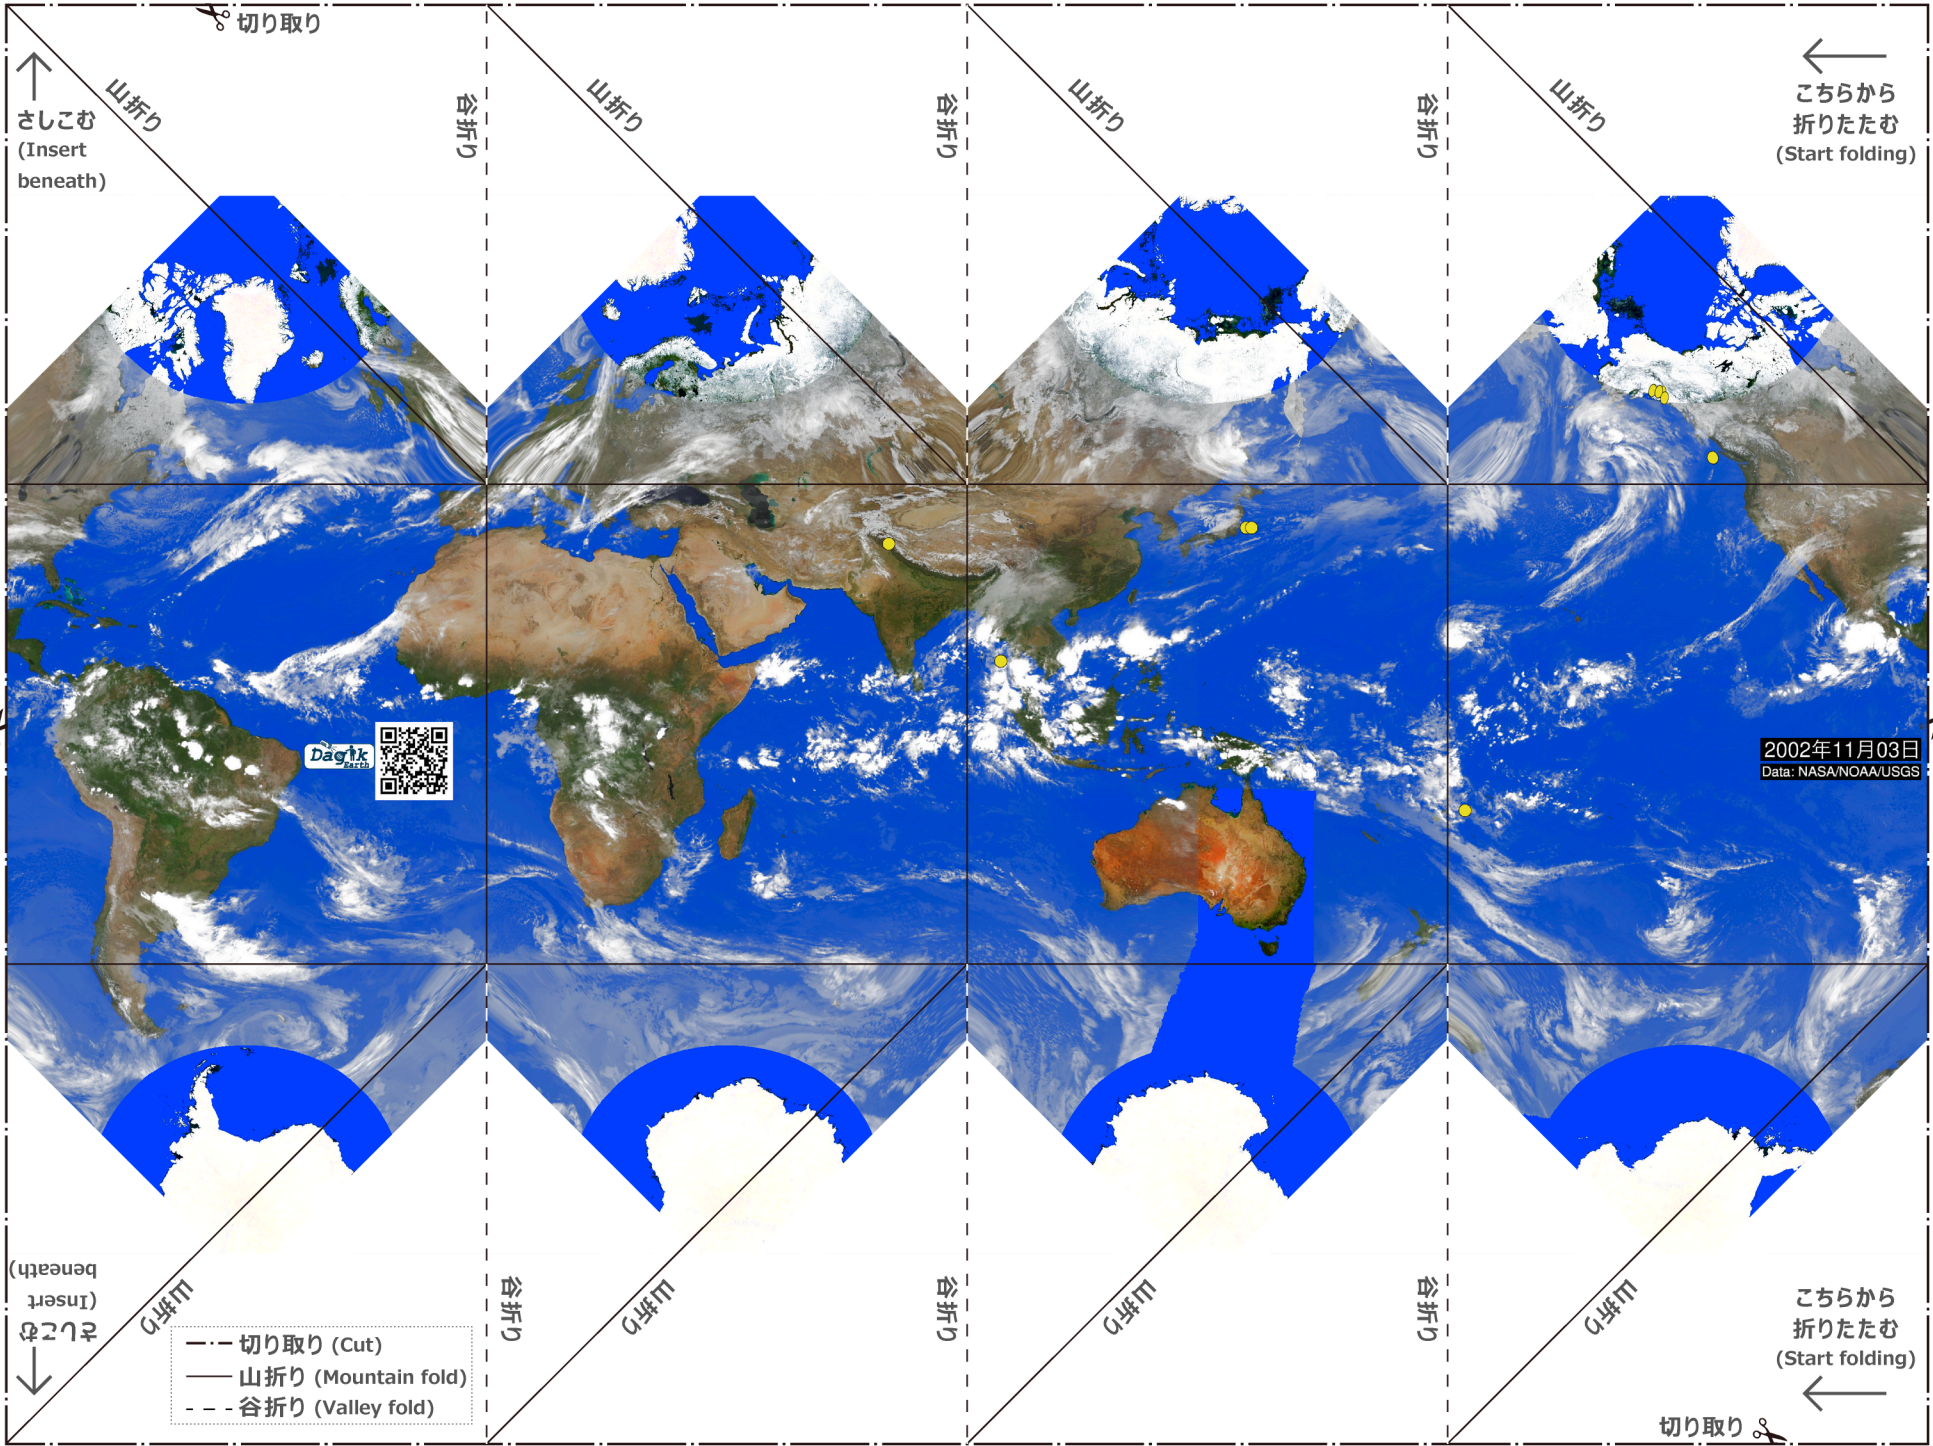 切り取り
こちらから
折りたたむ
(Start folding)
さしこむ
(Insert
beneath)
山折り
谷折り
山折り
谷折り
山折り
谷折り
山折り
Dagik
Earth
2002年11月03日
Data: NASA/NOAA/USGS
さしこむ
(Insert
beneath)
山折り
谷折り
山折り
谷折り
山折り
谷折り
山折り
切り取り (Cut)
山折り (Mountain fold)
谷折り (Valley fold)
こちらから
折りたたむ
(Start folding)
切り取り